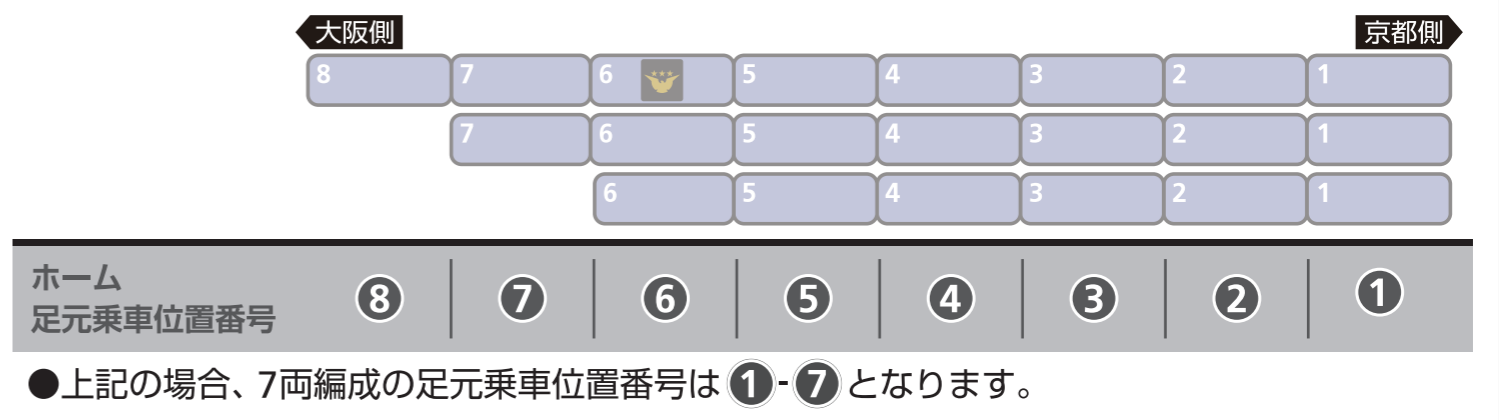 大阪側 京都側
8 7 6 5 4 3 2 1
7 6 5 4 3 2 1
6 5 4 3 2 1
ホーム
足元乗車位置番号
8 7 6 5 4 3 2 1
●上記の場合、7両編成の足元乗車位置番号は1-7となります。